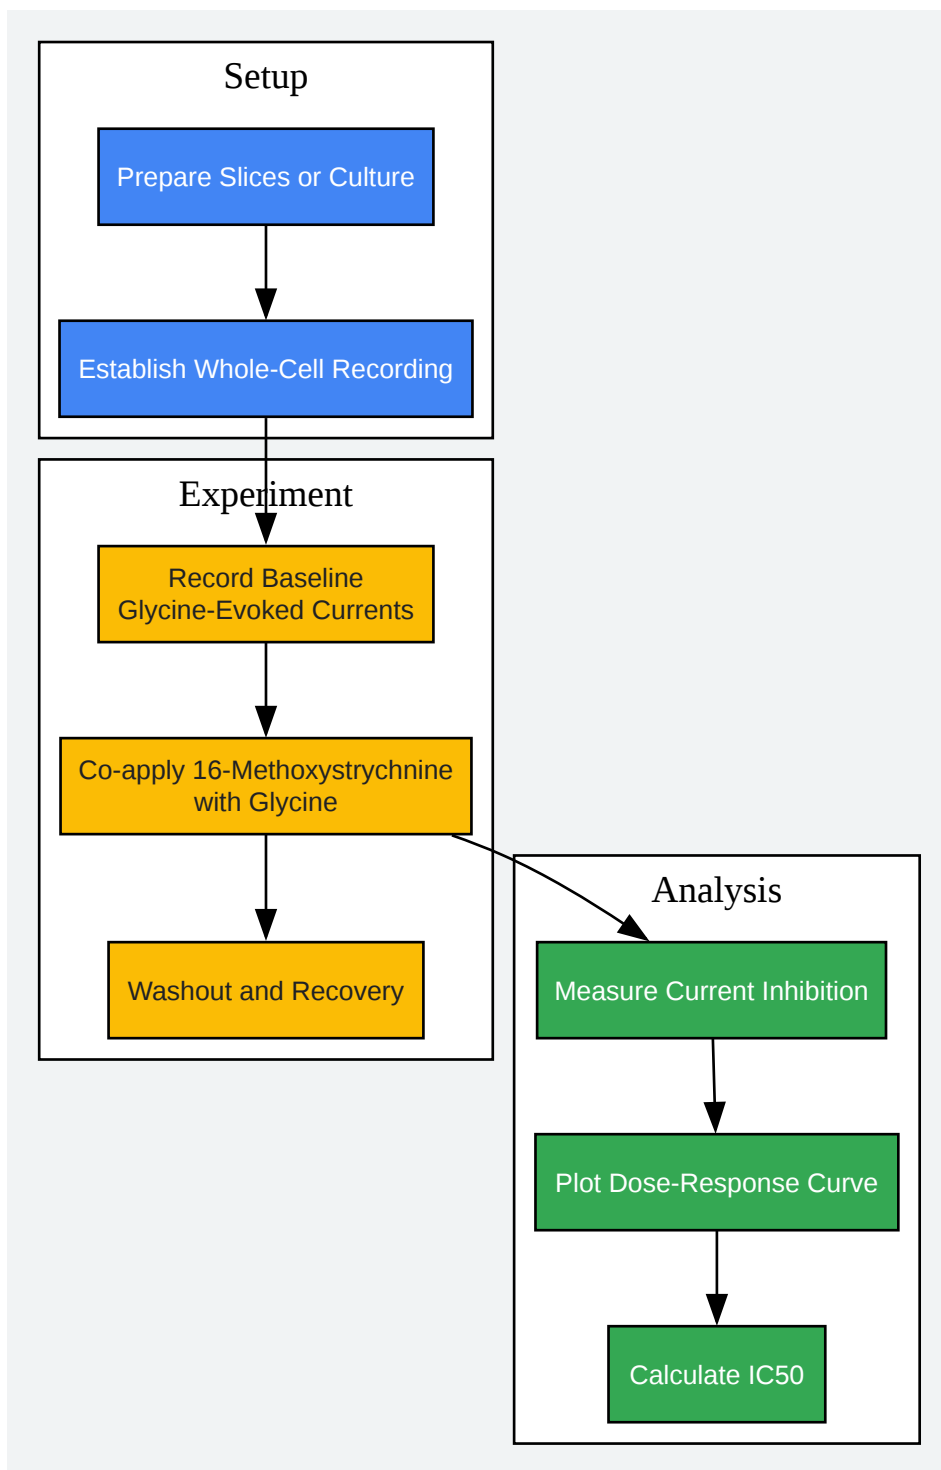 Setup
Prepare Slices or Culture
Establish Whole-Cell Recording
Experiment
Record Baseline
Glycine-Evoked Currents
Co-apply 16-Methoxystrychnine
with Glycine
Washout and Recovery
Analysis
Measure Current Inhibition
Plot Dose-Response Curve
Calculate IC50